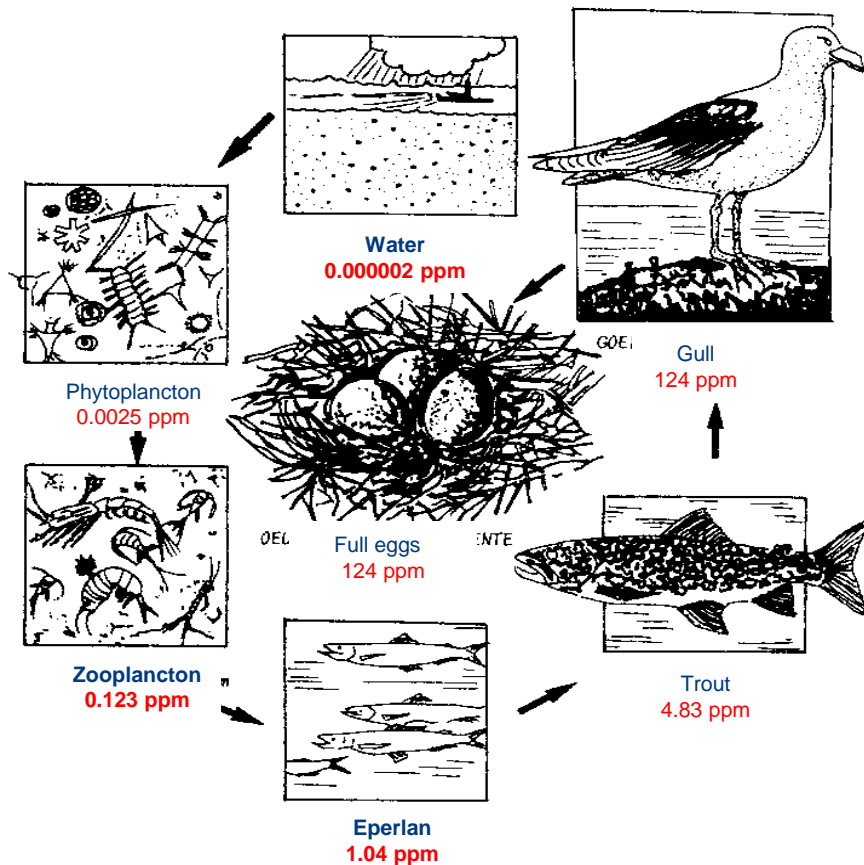 Water
0.000002 ppm
Phytoplancton
0.0025 ppm
Zooplancton
0.123 ppm
Eperlan
1.04 ppm
Trout
4.83 ppm
GOEI
Gull
124 ppm
OEL
ENTE
Full eggs
124 ppm